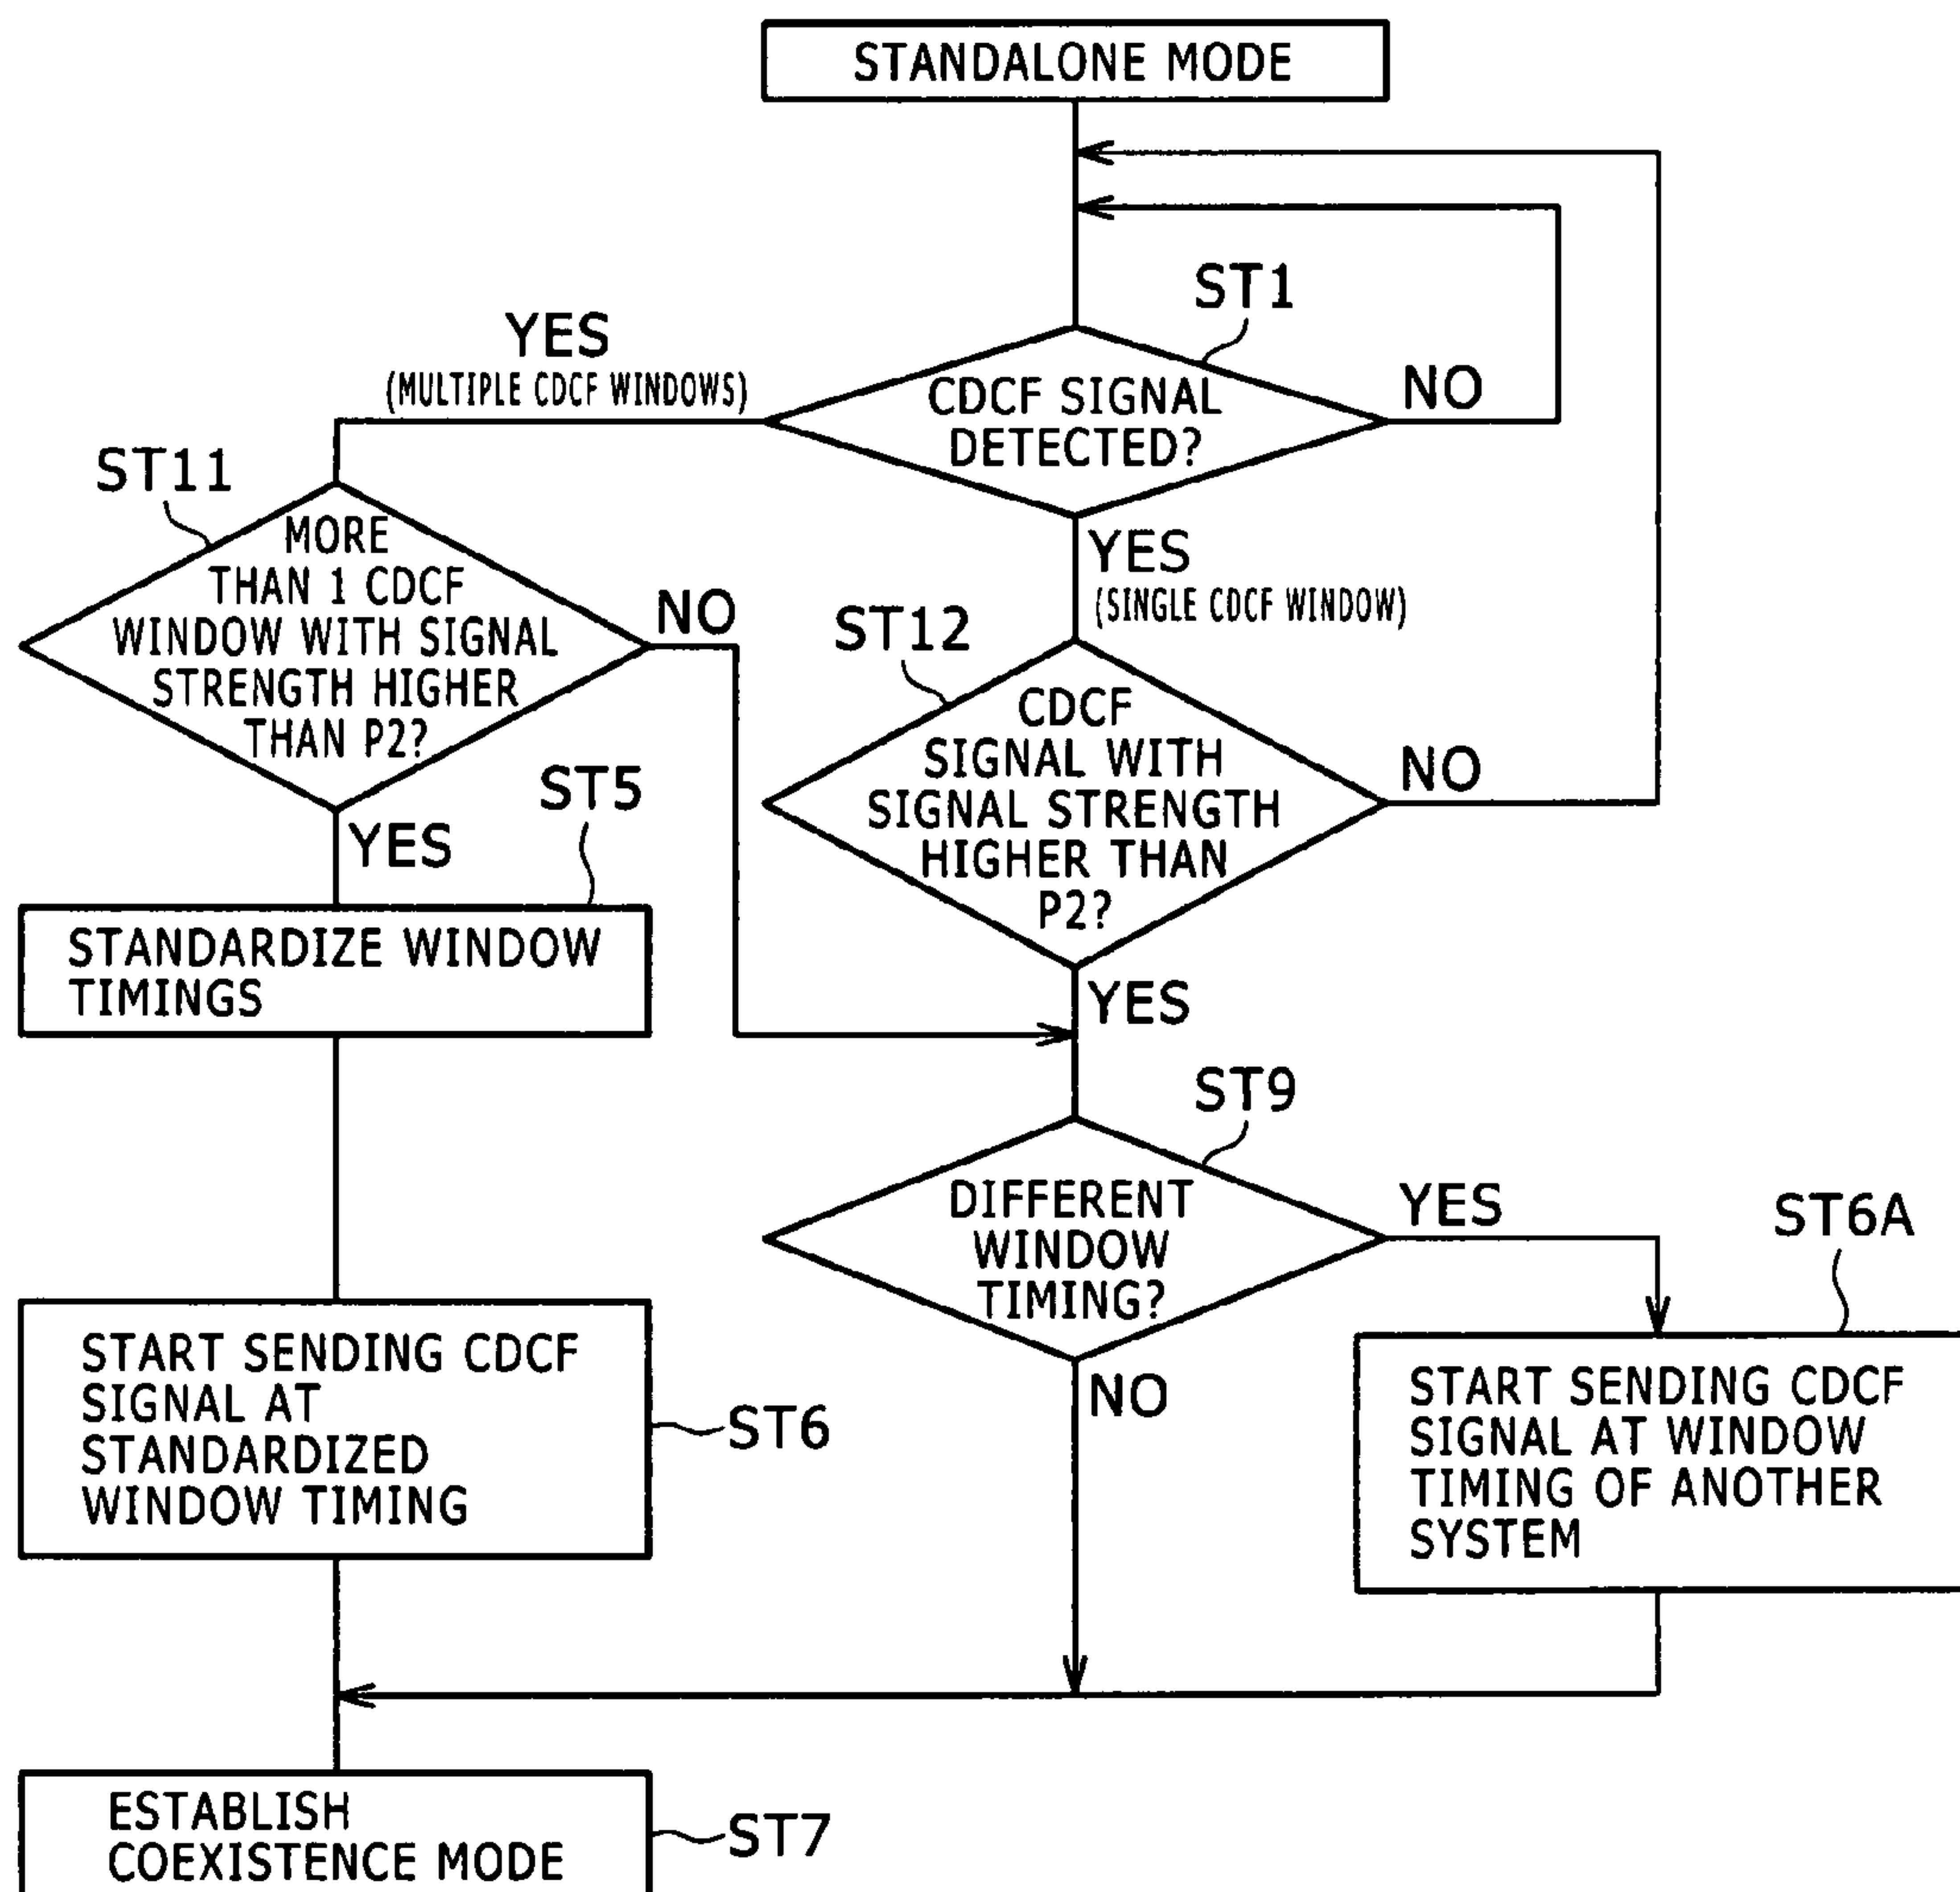 STANDALONE MODE
ST1
YES
(MULTIPLE CDCF WINDOWS)
CDCF SIGNAL
DETECTED?
NO
ST11
MORE
THAN 1 CDCF
WINDOW WITH SIGNAL
STRENGTH HIGHER
THAN P2?
NO
YES
(SINGLE CDCF WINDOW)
ST12
CDCF
SIGNAL WITH
SIGNAL STRENGTH
HIGHER THAN
P2?
NO
YES
ST5
STANDARDIZE WINDOW
TIMINGS
YES
ST9
DIFFERENT
WINDOW
TIMING?
YES
ST6A
NO
START SENDING CDCF
SIGNAL AT
STANDARDIZED
WINDOW TIMING
ST6
START SENDING CDCF
SIGNAL AT WINDOW
TIMING OF ANOTHER
SYSTEM
ESTABLISH
COEXISTENCE MODE
ST7